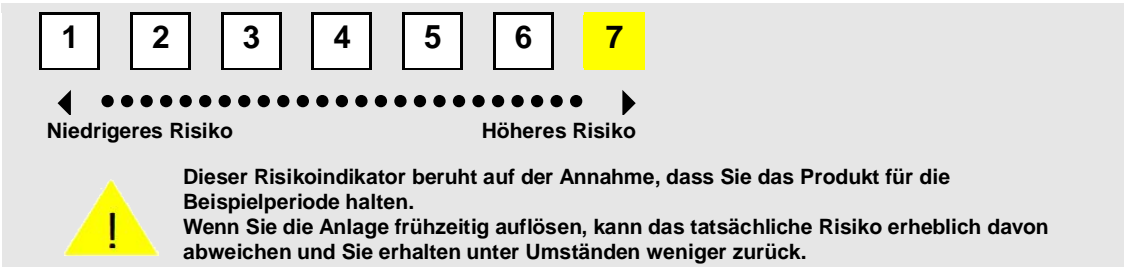 1 2 3 4 5 6 7
Niedrigeres Risiko Höheres Risiko
Dieser Risikoindikator beruht auf der Annahme, dass Sie das Produkt für die
Beispielperiode halten.
Wenn Sie die Anlage frühzeitig auflösen, kann das tatsächliche Risiko erheblich davon
abweichen und Sie erhalten unter Umständen weniger zurück.
!